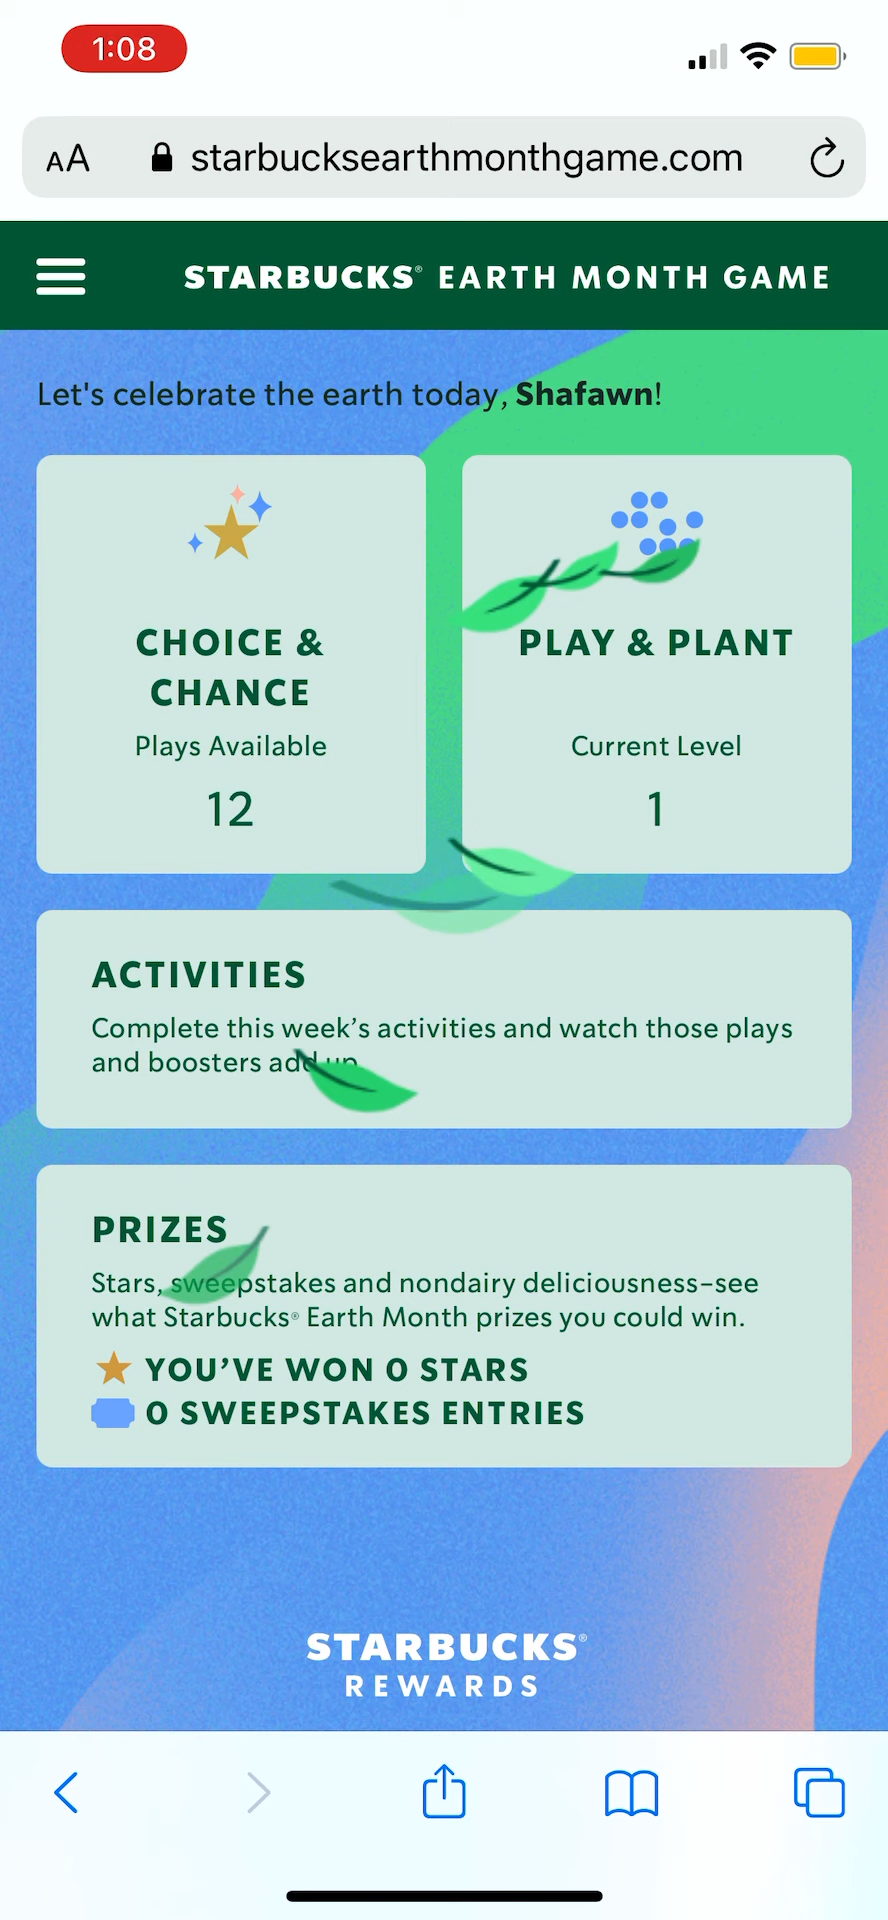 1:08
AA starbucksearthmonthgame.com
STARBUCKS® EARTH MONTH GAME
Let's celebrate the earth today, Shafawn!
CHOICE &
CHANCE
Plays Available
12
PLAY & PLANT
Current Level
1
ACTIVITIES
Complete this week’s activities and watch those plays
and boosters add up
PRIZES
Stars, sweepstakes and nondairy deliciousness–see
what Starbucks® Earth Month prizes you could win.
YOU’VE WON 0 STARS
0 SWEEPSTAKES ENTRIES
STARBUCKS®
REWARDS